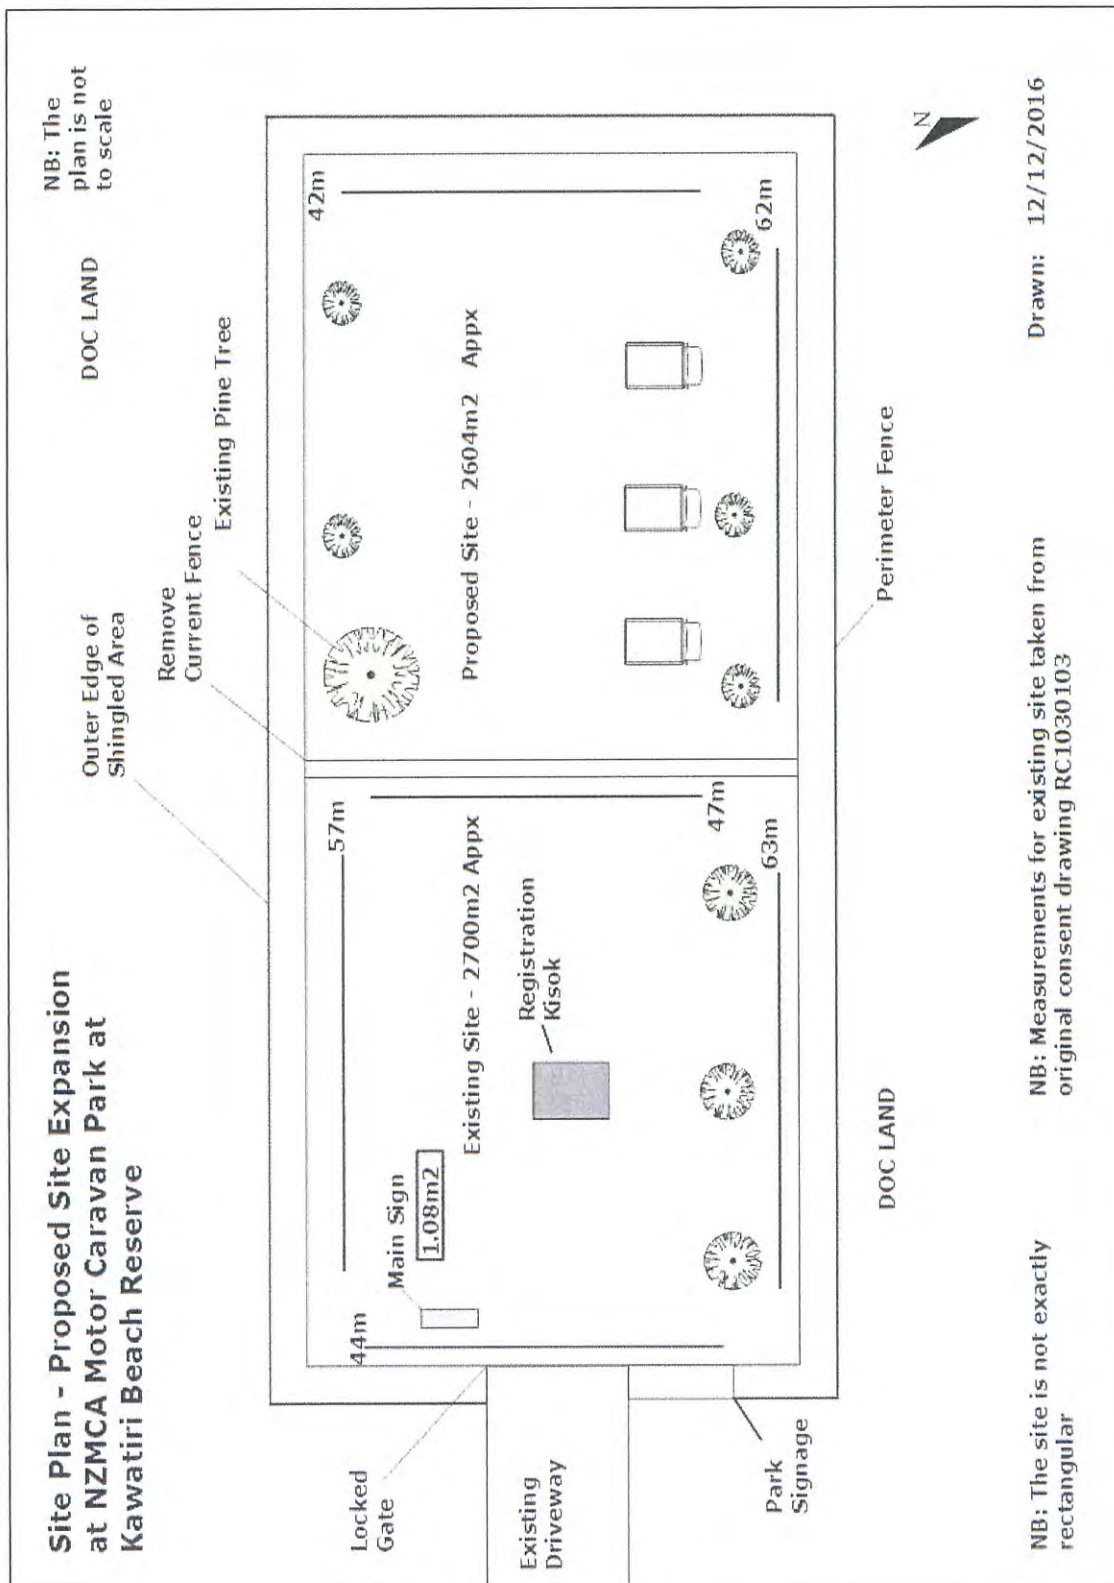 Site Plan - Proposed Site Expansion
at NZMCA Motor Caravan Park at
Kawatiri Beach Reserve
NB: The
plan is not
to scale
DOC LAND
Outer Edge of
Shingled Area
Remove
Current Fence
Existing Pine Tree
Locked
Gate
Main Sign
1.08m2
44m
57m
42m
Existing Site - 2700m2 Appx
Proposed Site - 2604m2 Appx
Registration
Kisok
Existing
Driveway
47m
63m
62m
Park
Signage
DOC LAND
Perimeter Fence
N
NB: The site is not exactly
rectangular
NB: Measurements for existing site taken from
original consent drawing RC1030103
Drawn: 12/12/2016